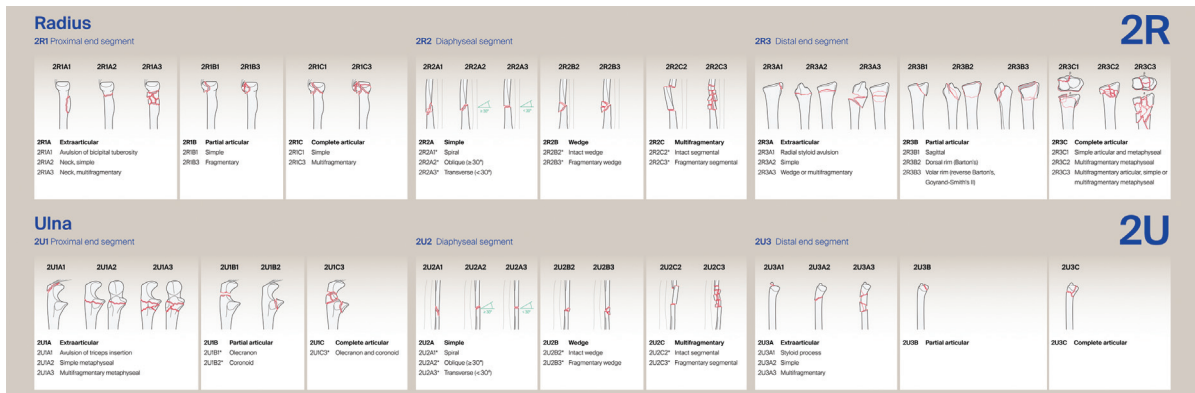 Radius
2R
2R1 Proximal end segment
2R2 Diaphyseal segment
2R3 Distal end segment
2R1A1 2R1A2 2R1A3
2R1B1 2R1B3
2R1C1 2R1C3
2R2A1 2R2A2 2R2A3
2R2B2 2R2B3
2R2C2 2R2C3
2R3A1 2R3A2 2R3A3
2R3B1 2R3B2 2R3B3
2R3C1 2R3C2 2R3C3
2R1A Extraarticular
2R1A1 Avulsion of bicipital tuberosity
2R1A2 Neck, simple
2R1A3 Neck, multifragmentary
2R1B Partial articular
2R1B1 Simple
2R1B3 Fragmentary
2R1C Complete articular
2R1C1 Simple
2R1C3 Multifragmentary
2R2A Simple
2R2A1* Spiral
2R2A2* Oblique (≥30°)
2R2A3* Transverse (<30°)
2R2B Wedge
2R2B2* Intact wedge
2R2B3* Fragmentary wedge
2R2C Multifragmentary
2R2C2* Intact segmental
2R2C3* Fragmentary segmental
2R3A Extraarticular
2R3A1 Radial styloid avulsion
2R3A2 Simple
2R3A3 Wedge or multifragmentary
2R3B Partial articular
2R3B1 Sagittal
2R3B2 Dorsal rim (Barton's)
2R3B3 Volar rim (reverse Barton's,
Goyrand-Smith's II)
2R3C Complete articular
2R3C1 Simple articular and metaphyseal
2R3C2 Multifragmentary metaphyseal
2R3C3 Multifragmentary articular, simple or
multifragmentary metaphyseal
Ulna
2U
2U1 Proximal end segment
2U2 Diaphyseal segment
2U3 Distal end segment
2U1A1 2U1A2 2U1A3
2U1B1 2U1B2
2U1C3
2U2A1 2U2A2 2U2A3
2U2B2 2U2B3
2U2C2 2U2C3
2U3A1 2U3A2 2U3A3
2U3B
2U3C
2U1A Extraarticular
2U1A1 Avulsion of triceps insertion
2U1A2 Simple metaphyseal
2U1A3 Multifragmentary metaphyseal
2U1B Partial articular
2U1B1* Olecranon
2U1B2* Coronoid
2U1C Complete articular
2U1C3* Olecranon and coronoid
2U2A Simple
2U2A1* Spiral
2U2A2* Oblique (≥30°)
2U2A3* Transverse (<30°)
2U2B Wedge
2U2B2* Intact wedge
2U2B3* Fragmentary wedge
2U2C Multifragmentary
2U2C2* Intact segmental
2U2C3* Fragmentary segmental
2U3A Extraarticular
2U3A1 Styloid process
2U3A2 Simple
2U3A3 Multifragmentary
2U3B Partial articular
2U3C Complete articular